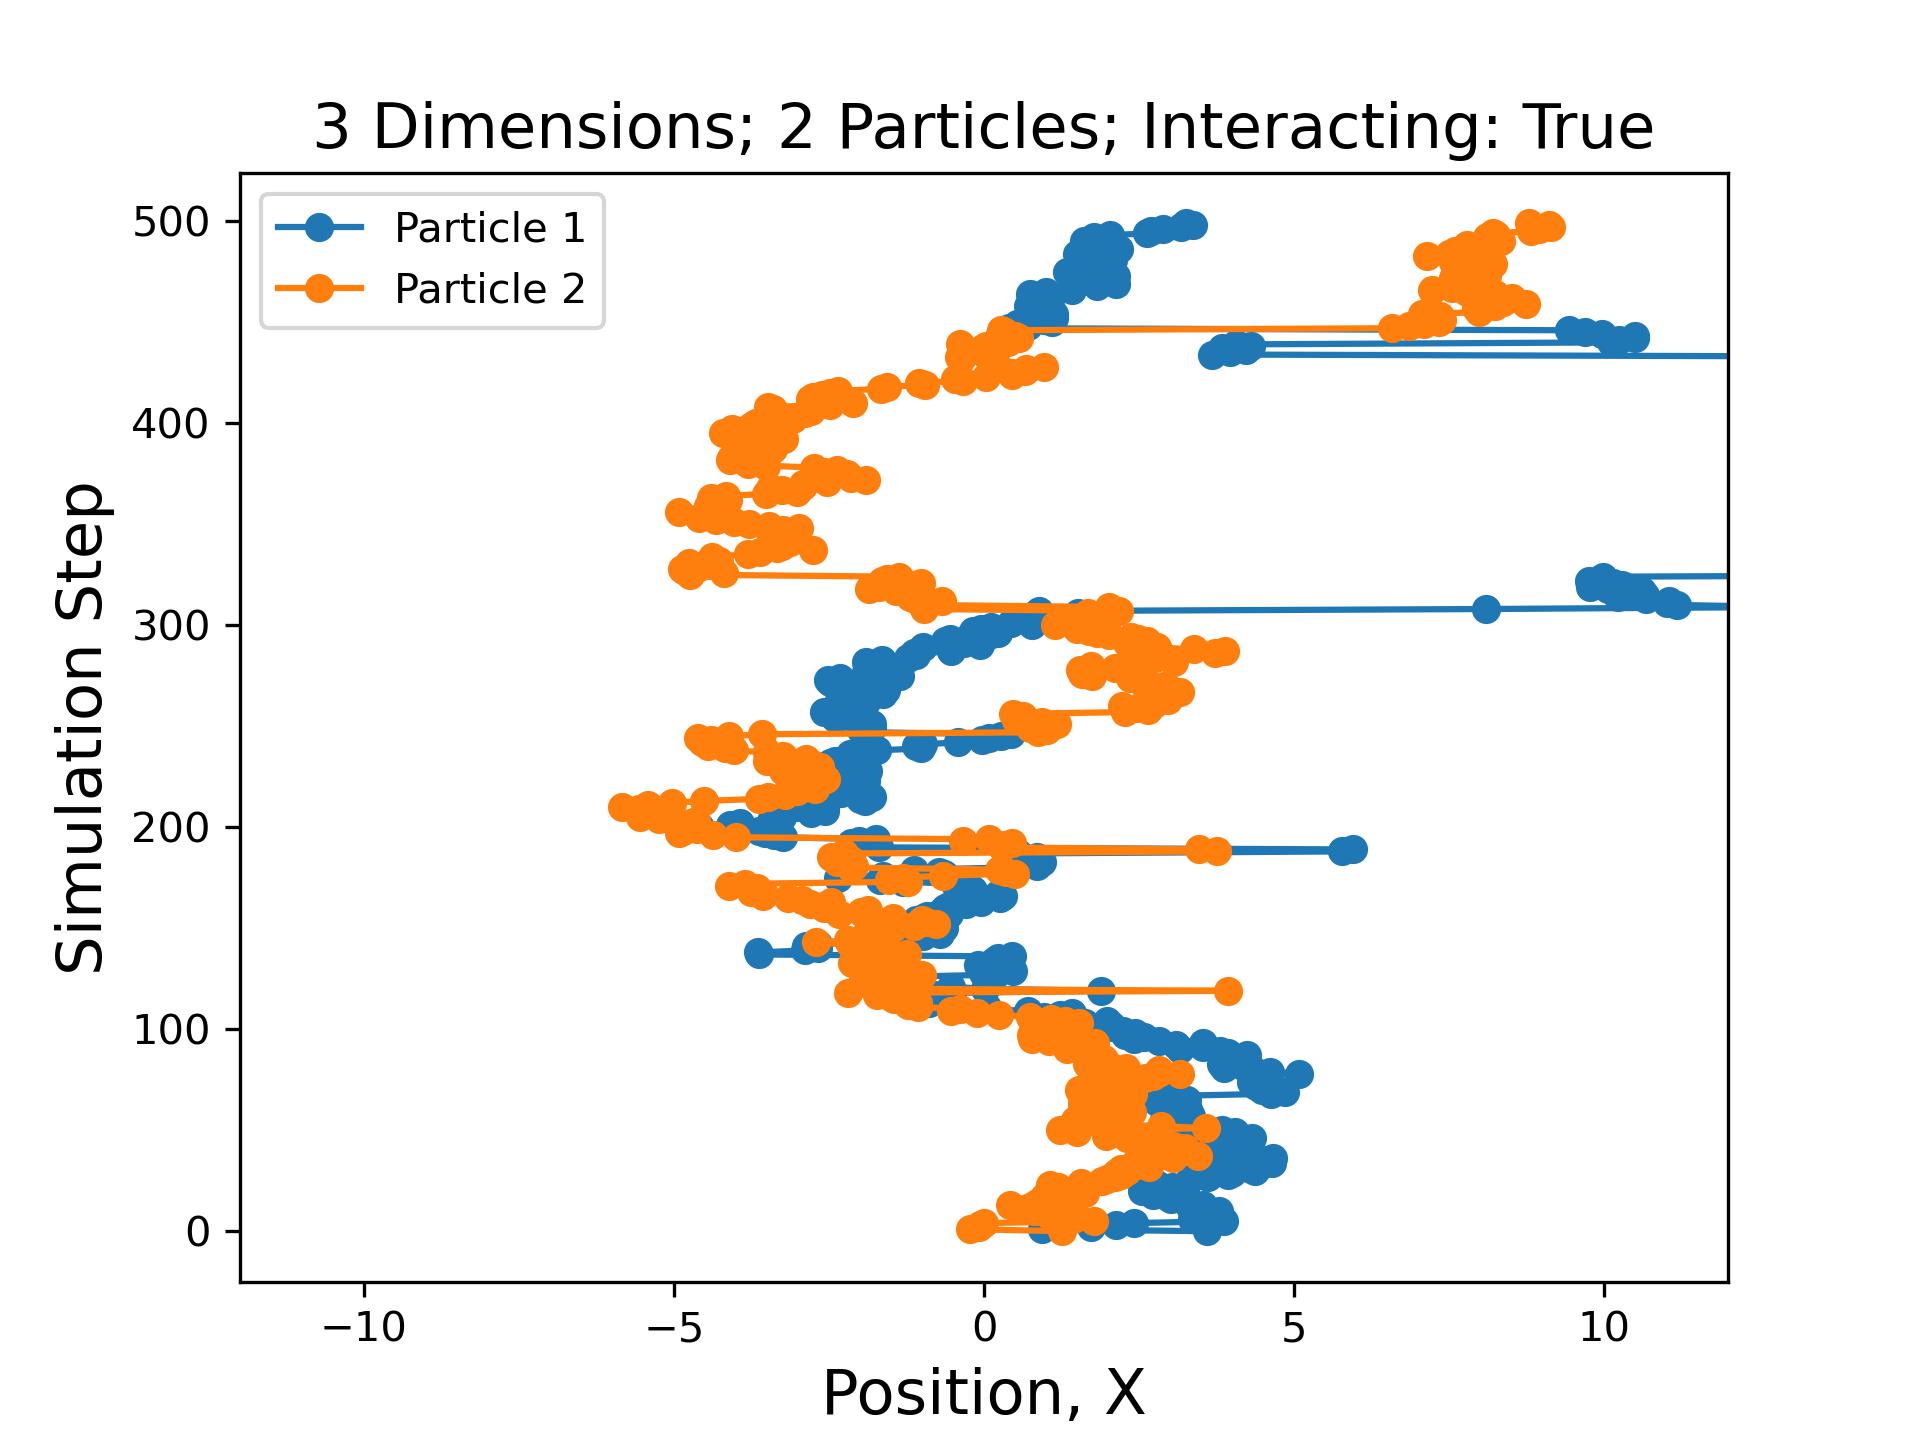 3 Dimensions; 2 Particles; Interacting: True
Particle 1
Particle 2
500
400
300
200
100
0
Simulation Step
−10
−5
0
5
10
Position, X